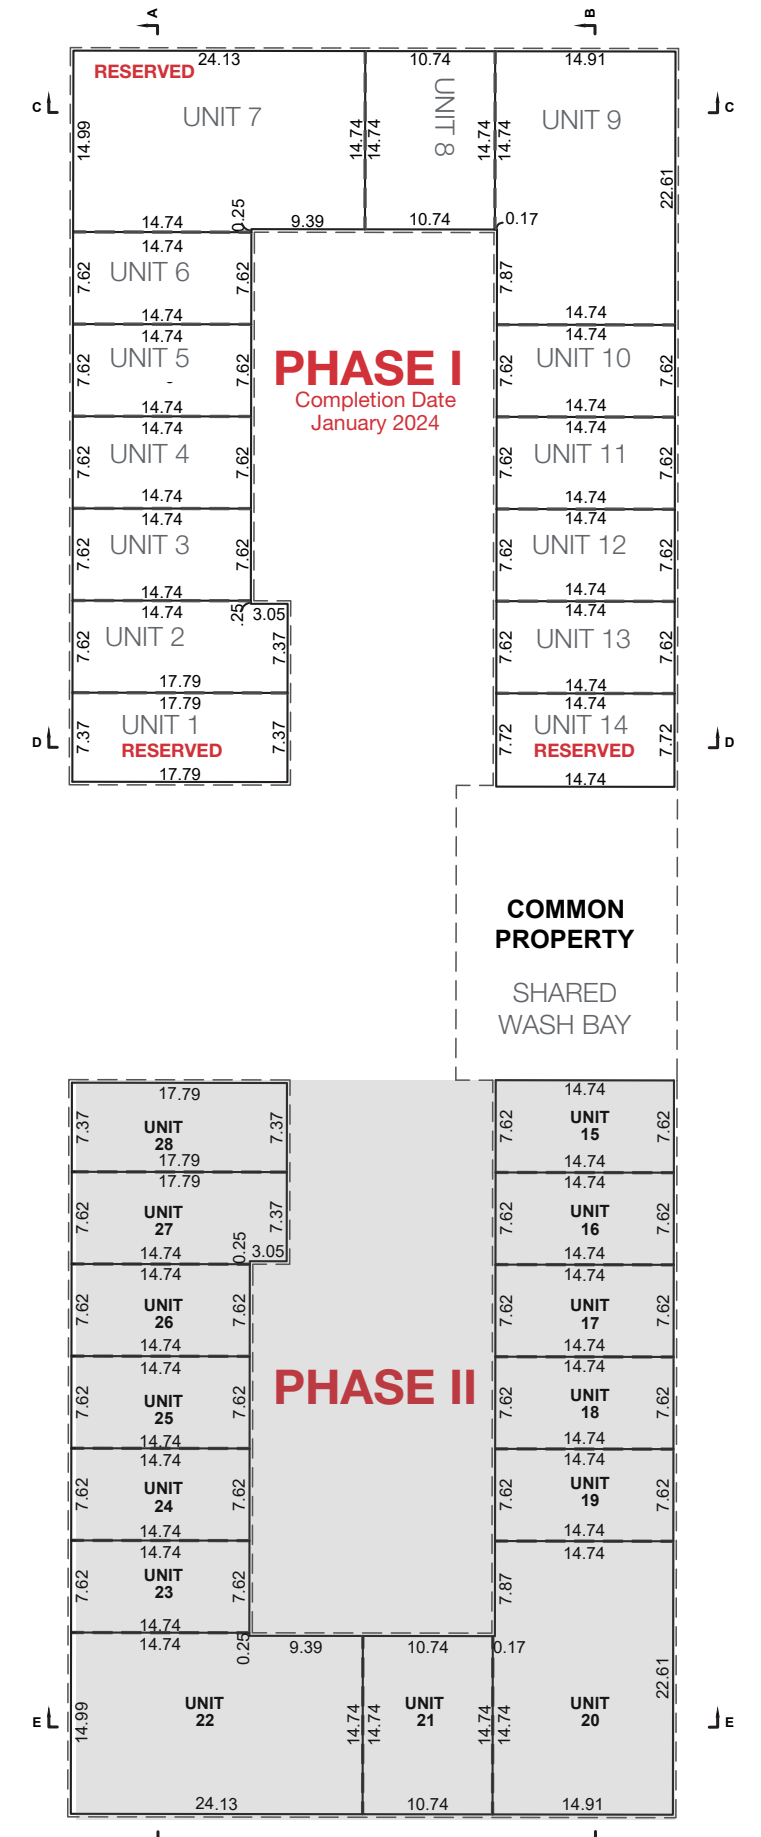 A
B
24.13
10.74
14.91
RESERVED
C
C
UNIT 7
UNIT 8
UNIT 9
14.99
14.74
14.74
14.74
14.74
22.61
14.74
0.25
9.39
10.74
0.17
14.74
UNIT 6
7.62
7.62
7.87
14.74
14.74
14.74
14.74
UNIT 5
-
7.62
7.62
PHASE I
Completion Date
January 2024
UNIT 10
7.62
7.62
14.74
14.74
14.74
14.74
UNIT 4
7.62
7.62
UNIT 11
7.62
7.62
14.74
14.74
14.74
14.74
UNIT 3
7.62
7.62
UNIT 12
7.62
7.62
14.74
14.74
14.74
14.74
.25
3.05
UNIT 2
7.62
7.37
UNIT 13
7.62
7.62
17.79
17.79
14.74
14.74
D
D
UNIT 1
RESERVED
7.37
7.37
UNIT 14
RESERVED
7.72
7.72
17.79
14.74
COMMON
PROPERTY
SHARED
WASH BAY
17.79
14.74
7.37
UNIT
28
7.37
7.62
UNIT
15
7.62
17.79
17.79
14.74
14.74
7.62
UNIT
27
7.37
7.62
UNIT
16
7.62
0.25
3.05
14.74
14.74
14.74
14.74
7.62
UNIT
26
7.62
7.62
UNIT
17
7.62
14.74
14.74
14.74
14.74
PHASE II
7.62
UNIT
25
7.62
7.62
UNIT
18
7.62
14.74
14.74
14.74
14.74
7.62
UNIT
24
7.62
7.62
UNIT
19
7.62
14.74
14.74
14.74
14.74
7.62
UNIT
23
7.62
7.87
14.74
14.74
0.25
9.39
10.74
0.17
22.61
E
E
14.99
UNIT
22
14.74
14.74
UNIT
21
14.74
14.74
UNIT
20
24.13
10.74
14.91